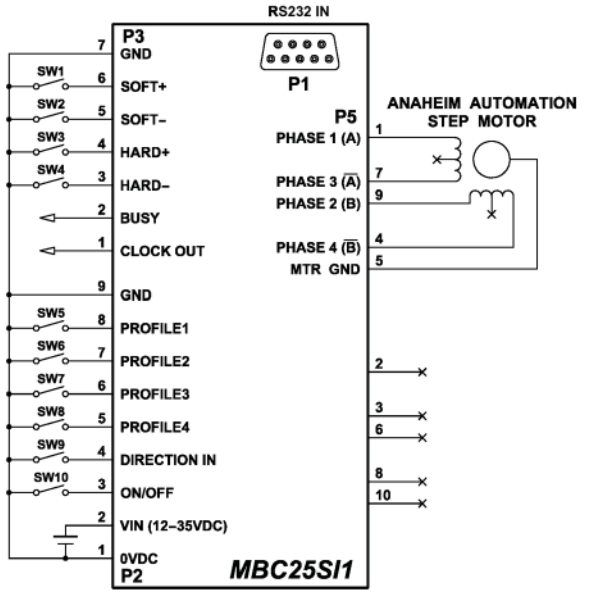 RS232 IN
P3
P1
7 GND
SW1
6 SOFT+
SW2
5 SOFT–
SW3
4 HARD+
SW4
3 HARD–
2 BUSY
1 CLOCK OUT
9 GND
SW5
8 PROFILE1
SW6
7 PROFILE2
SW7
6 PROFILE3
SW8
5 PROFILE4
SW9
4 DIRECTION IN
SW10
3 ON/OFF
2 VIN (12–35VDC)
1 0VDC
P2
MBC25SI1
P5
PHASE 1 (A) 1
PHASE 3 (A̅) 7
PHASE 2 (B) 9
PHASE 4 (B̅) 4
MTR GND 5
2
3
6
8
10
ANAHEIM AUTOMATION
STEP MOTOR